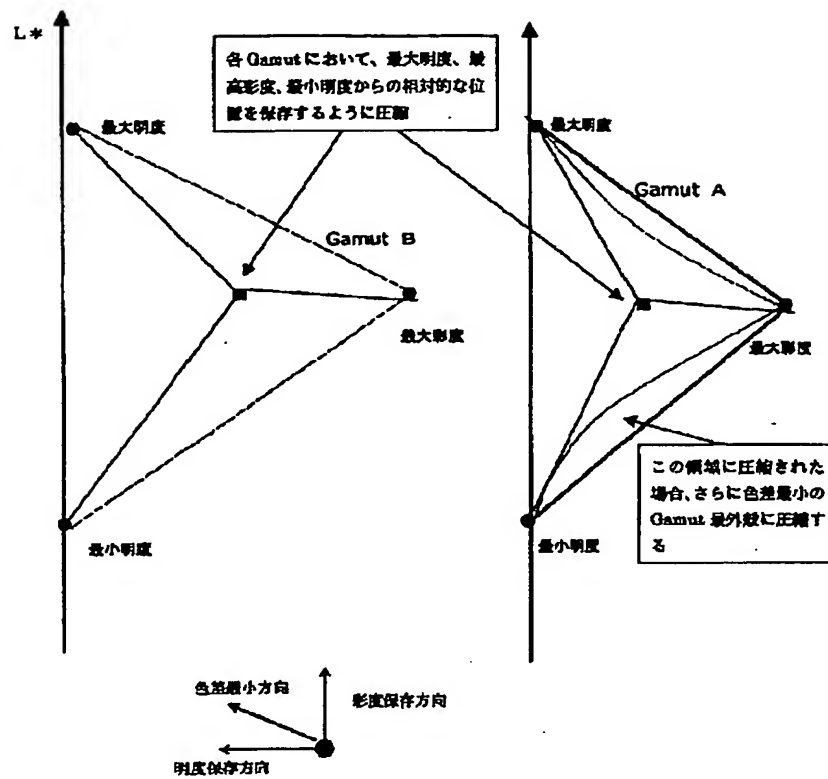 L*
各Gamutにおいて、最大明度、最
高彩度、最小明度からの相対的な位
置を保存するように圧縮
最大明度
最大明度
Gamut A
Gamut B
最大彩度
最大彩度
この領域に圧縮された
場合、さらに色差最小の
Gamut 最外殻に圧縮す
る
最小明度
最小明度
色差最小方向
彩度保存方向
明度保存方向